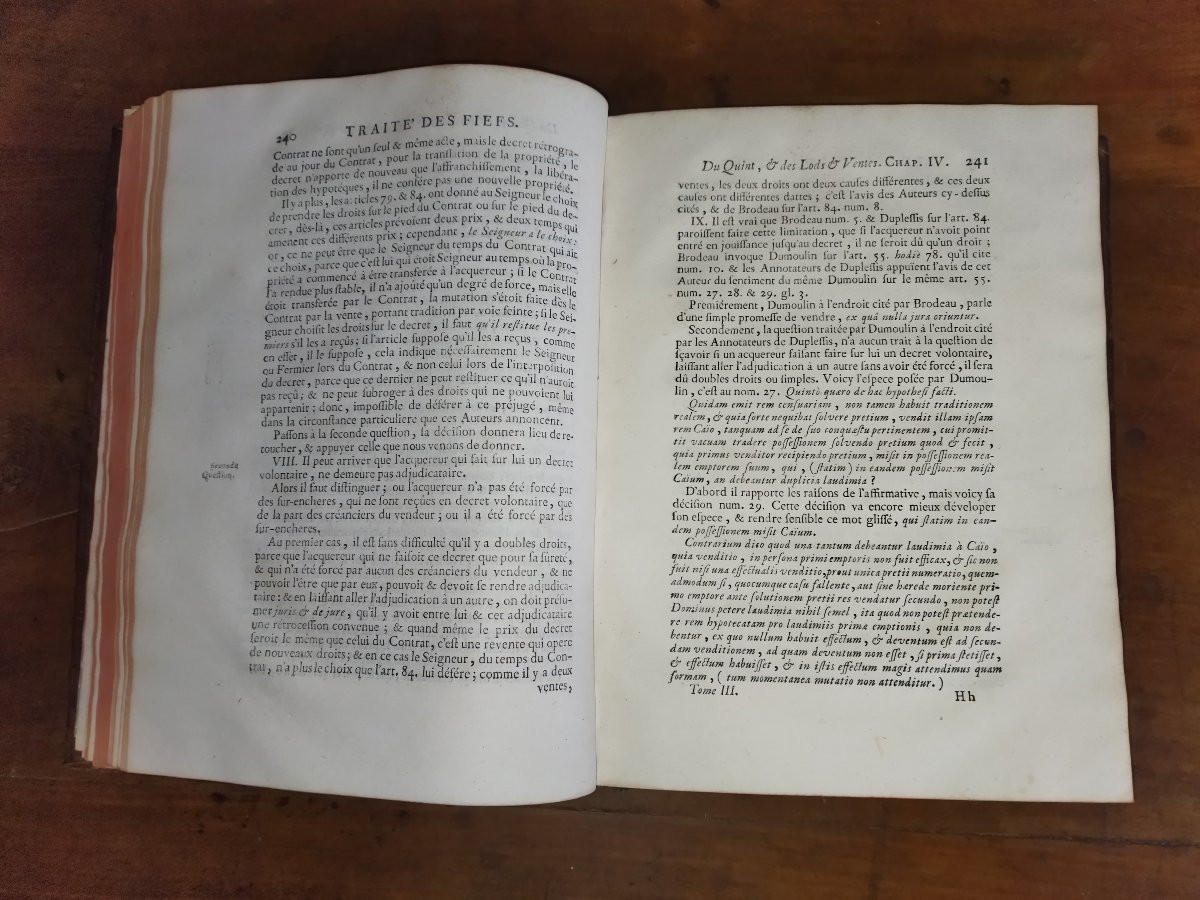 240
TRAITE' DES FIEFS.
Contrat ne sont qu'un seul & même acte, mais le decret rétrogra-
de au jour du Contrat, pour la translation de la propriété, le
decret n'apporte de nouveau que l'affranchissement, la libéra-
tion des hypotéques, il ne confére pas une nouvelle propriété.
Il y a plus, les articles 79. & 84. ont donné au Seigneur le choix
de prendre les droits sur le pied du Contrat ou sur le pied du de-
cret, dès-là, ces articles prévoient deux prix, & deux temps qui
amenent ces différents prix; cependant, le Seigneur a le choix:
or, ce ne peut être que le Seigneur du temps du Contrat qui ait
ce choix, parce que c'est lui qui étoit Seigneur au temps où la pro-
priété a commencé à être transferée à l'acquereur; si le Contrat
l'a rendue plus stable, il n'a ajoûté qu'un degré de force, mais elle
étoit transferée par le Contrat, la mutation s'étoit faite dès le
Contrat par la vente, portant tradition par voie feinte; si le Sei-
gneur choisit les droits sur le decret, il faut qu'il restitue les pre-
miers s'il les a reçus; si l'article suppose qu'il les a reçus, comme
en effet, il le suppose, cela indique nécessairement le Seigneur
ou Fermier lors du Contrat, & non celui lors de l'interposition
du decret, parce que ce dernier ne peut restituer ce qu'il n'auroit
pas reçu; & ne peut subroger à des droits qui ne pouvoient lui
appartenir; donc, impossible de déférer à ce préjugé, même
dans la circonstance particuliere que ces Auteurs annoncent.
Passons à la seconde question, sa décision donnera lieu de re-
toucher, & appuyer celle que nous venons de donner.
Seconde
Question.
VIII. Il peut arriver que l'acquereur qui fait sur lui un decret
volontaire, ne demeure pas adjudicataire.
Alors il faut distinguer; ou l'acquereur n'a pas été forcé par
des sur-encheres, qui ne sont reçues en decret volontaire, que
de la part des créanciers du vendeur; ou il a été forcé par des
sur-encheres.
Au premier cas, il est sans difficulté qu'il y a doubles droits,
parce que l'acquereur qui ne faisoit ce decret que pour sa sûreté,
& qui n'a été forcé par aucun des créanciers du vendeur, & ne
pouvoit l'être que par eux, pouvoit & devoit se rendre adjudica-
taire: & en laissant aller l'adjudication à un autre, on doit présu-
mer juris & de jure, qu'il y avoit entre lui & cet adjudicataire
une rétrocession convenue; & quand même le prix du decret
seroit le même que celui du Contrat, c'est une revente qui opere
de nouveaux droits; & en ce cas le Seigneur, du temps du Con-
trat, n'a plus le choix que l'art. 84. lui défére; comme il y a deux
ventes,
Du Quint, & des Lods & Ventes. CHAP. IV. 241
ventes, les deux droits ont deux causes différentes, & ces deux
causes ont différentes dattes; c'est l'avis des Auteurs cy-dessus
cités, & de Brodeau sur l'art. 84. num. 8.
IX. Il est vrai que Brodeau num. 5. & Duplessis sur l'art. 84.
paroissent faire cette limitation, que si l'acquereur n'avoit point
entré en jouissance jusqu'au decret, il ne seroit dû qu'un droit;
Brodeau invoque Dumoulin sur l'art. 55. hodiè 78. qu'il cite
num. 10. & les Annotateurs de Duplessis appuïent l'avis de cet
Auteur du sentiment du même Dumoulin sur le même art. 55.
num. 27. 28. & 29. gl. 3.
Premiérement, Dumoulin à l'endroit cité par Brodeau, parle
d'une simple promesse de vendre, ex quâ nulla jura oriuntur.
Secondement, la question traitée par Dumoulin à l'endroit cité
par les Annotateurs de Duplessis, n'a aucun trait à la question de
sçavoir si un acquereur faisant faire sur lui un decret volontaire,
laissant aller l'adjudication à un autre sans avoir été forcé, il sera
dû doubles droits ou simples. Voicy l'espece posée par Dumou-
lin, c'est au nom. 27. Quintò quæro de hac hypothesi facti.
Quidam emit rem censuariam, non tamen habuit traditionem
realem, & quia forte nequibat solvere pretium, vendit illam ipsam
rem Caïo, tanquam ad se de suo conquæstu pertinentem, cui promit-
tit vacuam tradere possessionem solvendo pretium quod & fecit,
quia primus venditor recipiendo pretium, misit in possessionem rea-
lem emptorem suum, qui, (statim) in eandem possessionem misit
Caïum, an debeantur duplicia laudimia?
D'abord il rapporte les raisons de l'affirmative, mais voicy sa
décision num. 29. Cette décision va encore mieux déveloper
son espece, & rendre sensible ce mot glissé, qui statim in ean-
dem possessionem misit Caïum.
Contrarium dico quod una tantum debeantur laudimia à Caïo,
quia venditio, in persona primi emptoris non fuit efficax, & sic non
fuit nisi una effectualis venditio, prout unica pretii numeratio, quem-
admodum si, quocumque casu fallente, aut sine harede moriente pri-
mo emptore ante solutionem pretii res vendatur secundo, non potest
Dominus petere laudimia nihil semel, ita quod non potest prætende-
re rem hypotecatam pro laudimiis primæ emptionis, quia non de-
bentur, ex quo nullum habuit effectum, & deventum est ad secun-
dam venditionem, ad quam deventum non esset, si prima stetisset,
& effectum habuisset, & in istis effectum magis attendimus quam
formam, (tum momentanea mutatio non attenditur.)
Tome III.
Hh